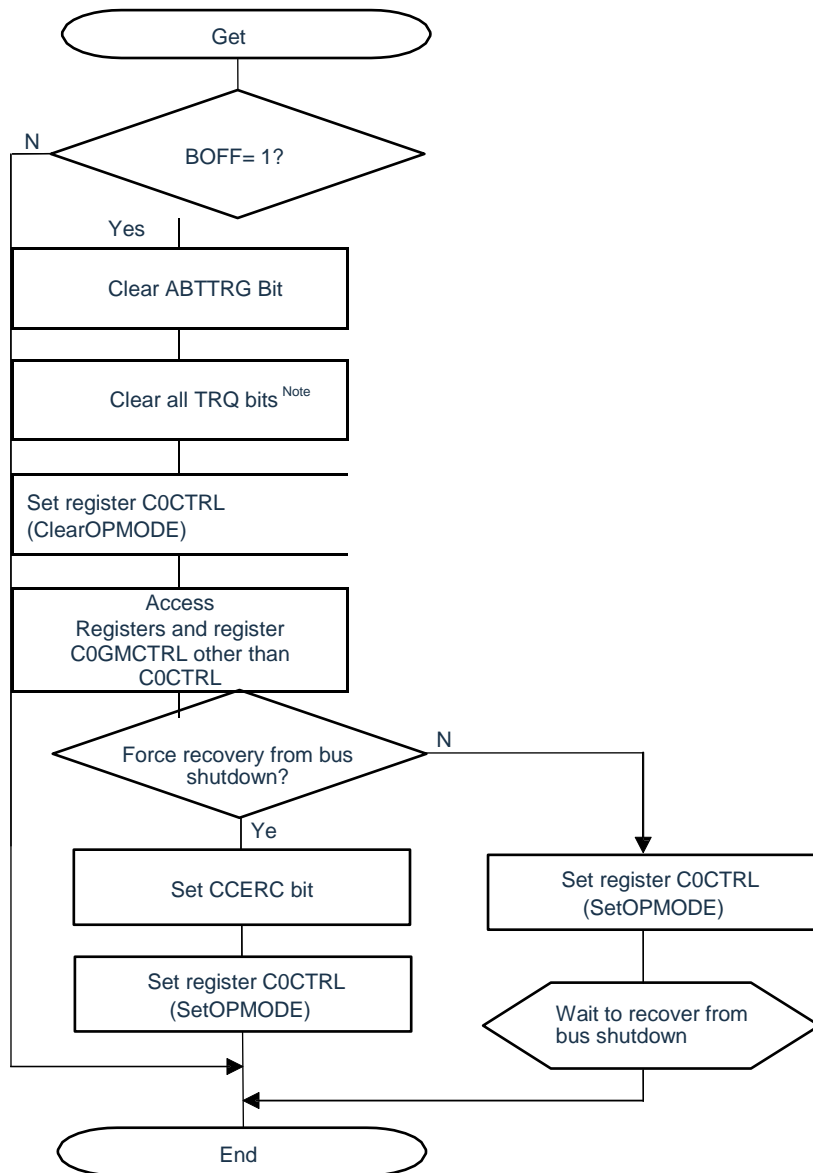 Get
N
BOFF= 1?
Yes
Clear ABTTRG Bit
Clear all TRQ bits Note
Set register C0CTRL
(ClearOPMODE)
Access
Registers and register
C0GMCTRL other than
C0CTRL
Force recovery from bus
shutdown?
N
Ye
Set CCERC bit
Set register C0CTRL
(SetOPMODE)
Set register C0CTRL
(SetOPMODE)
Wait to recover from
bus shutdown
End